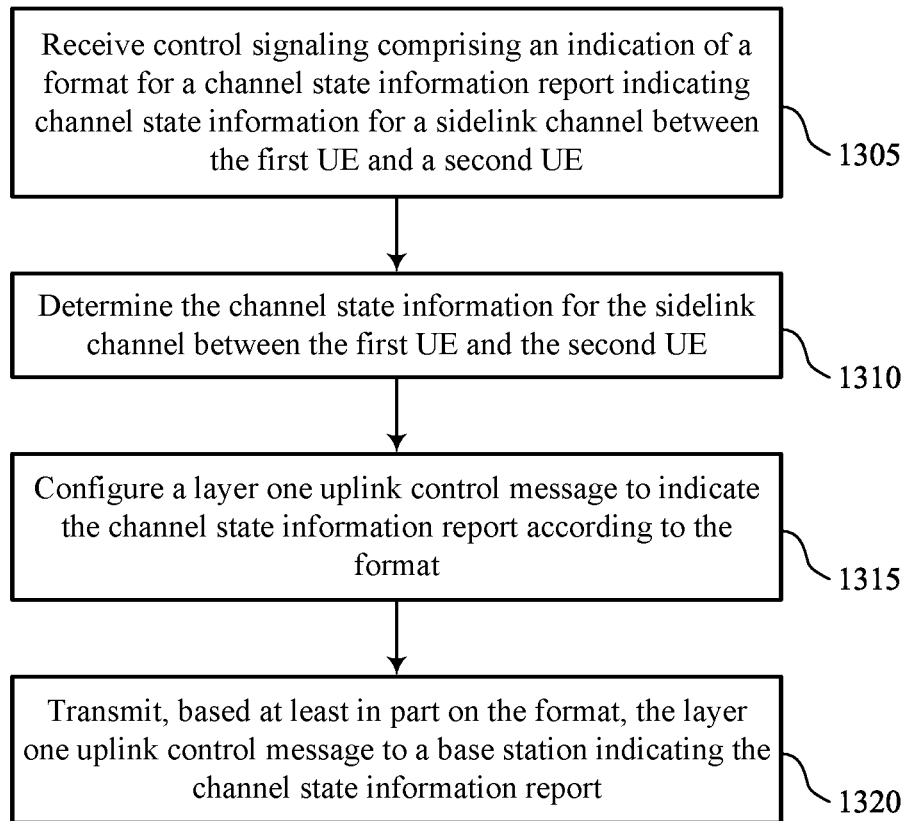 Receive control signaling comprising an indication of a
format for a channel state information report indicating
channel state information for a sidelink channel between
the first UE and a second UE
1305
Determine the channel state information for the sidelink
channel between the first UE and the second UE
1310
Configure a layer one uplink control message to indicate
the channel state information report according to the
format
1315
Transmit, based at least in part on the format, the layer
one uplink control message to a base station indicating the
channel state information report
1320